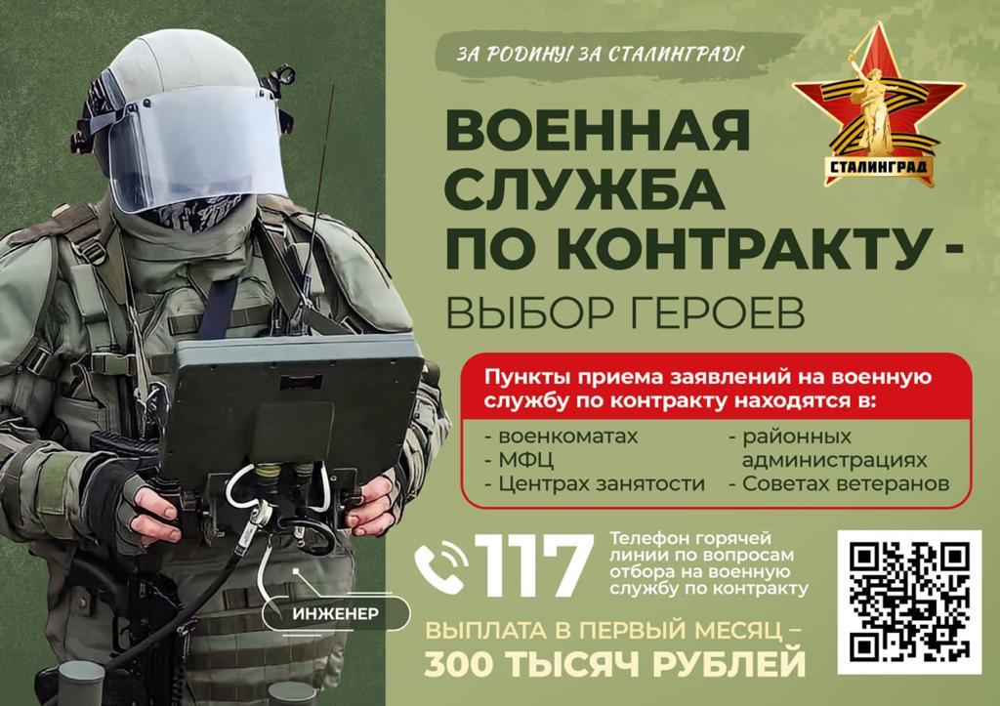 ЗА РОДИНУ! ЗА СТАЛИНГРАД!
СТАЛИНГРАД
ВОЕННАЯ
СЛУЖБА
ПО КОНТРАКТУ -
ВЫБОР ГЕРОЕВ
Пункты приема заявлений на военную
службу по контракту находятся в:
- военкоматах
- МФЦ
- Центрах занятости
- районных
администрациях
- Советах ветеранов
117
Телефон горячей
линии по вопросам
отбора на военную
службу по контракту
ИНЖЕНЕР
ВЫПЛАТА В ПЕРВЫЙ МЕСЯЦ –
300 ТЫСЯЧ РУБЛЕЙ